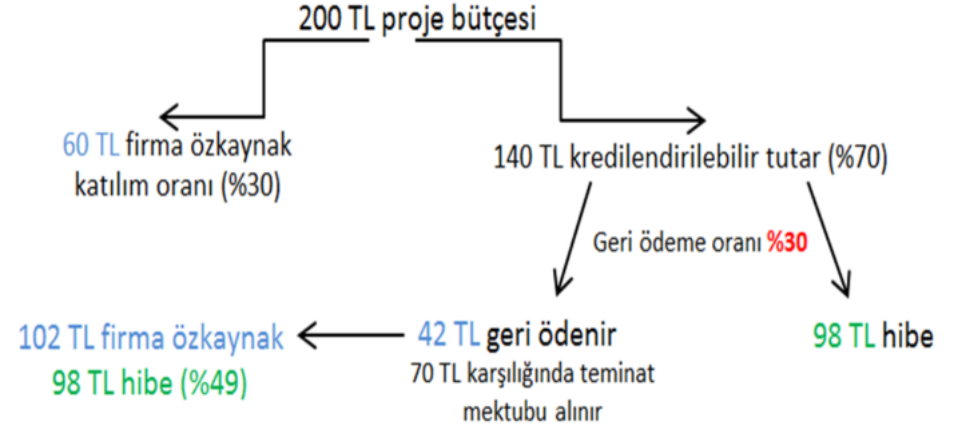 200 TL proje bütçesi
60 TL firma özkaynak
katılım oranı (%30)
140 TL kredilendirilebilir tutar (%70)
Geri ödeme oranı %30
102 TL firma özkaynak
98 TL hibe (%49)
42 TL geri ödenir
70 TL karşılığında teminat
mektubu alınır
98 TL hibe